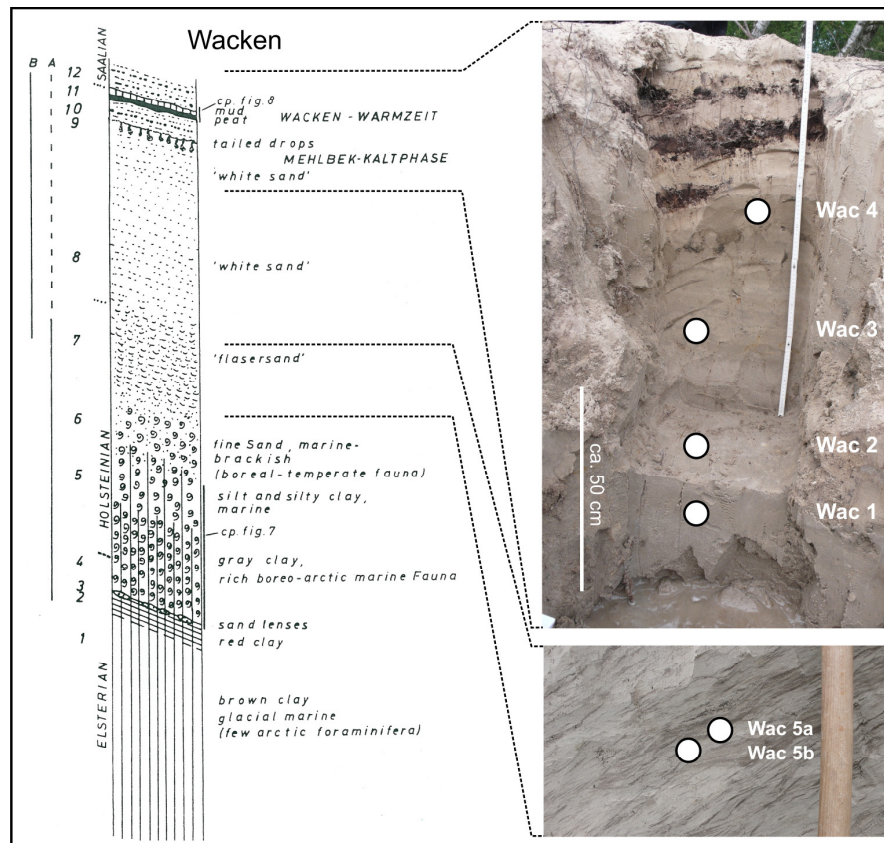 Wacken
B
A
SAALIAN
12
11
10
9
cp. fig. 8
mud
peat
WACKEN - WARMZEIT
tailed drops
MEHLBEK-KALTPHASE
'white sand'
8
'white sand'
7
'flasersand'
HOLSTEINIAN
6
5
fine Sand, marine-
brackish
(boreal-temperate fauna)
silt and silty clay,
marine
cp. fig. 7
4
3
2
gray clay,
rich boreo-arctic marine Fauna
sand lenses
red clay
1
ELSTERIAN
brown clay
glacial marine
(few arctic foraminifera)
Wac 4
Wac 3
Wac 2
Wac 1
ca. 50 cm
Wac 5a
Wac 5b